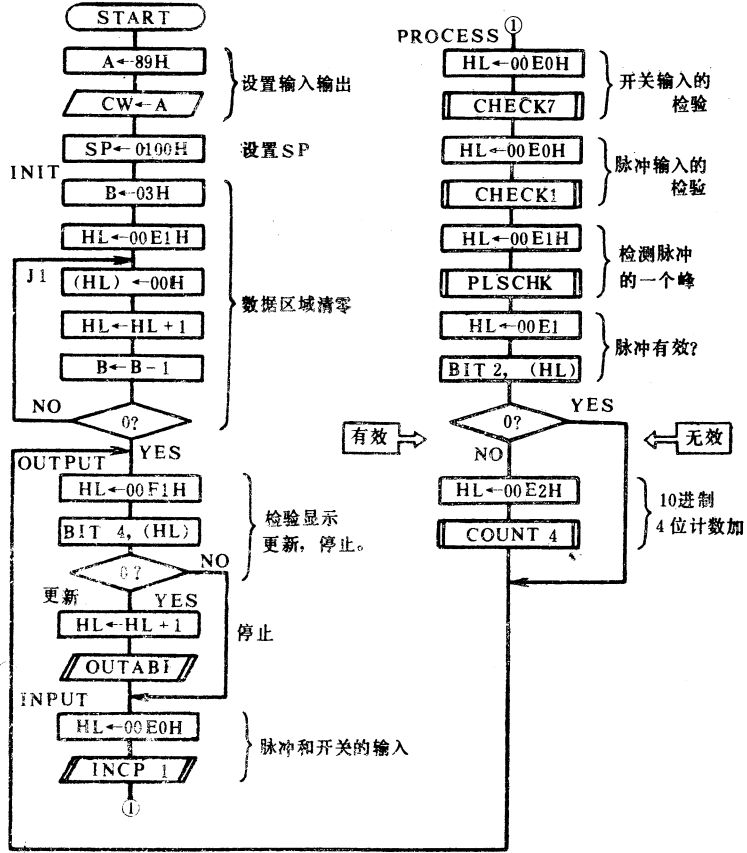 START
A←89H
CW←A
设置输入输出
SP←0100H
设置SP
INIT
B←03H
HL←00E1H
J1
(HL)←00H
HL←HL+1
B←B-1
数据区域清零
NO
0?
YES
OUTPUT
HL←00F1H
BIT 4,(HL)
检验显示
更新,停止。
0?
NO
更新
YES
HL←HL+1
停止
OUTAB1
INPUT
HL←00E0H
INCP 1
脉冲和开关的输入
①
①
PROCESS
HL←00E0H
CHECK7
开关输入的
检验
HL←00E0H
CHECK1
脉冲输入的
检验
HL←00E1H
PLSCHK
检测脉冲
的一个峰
HL←00E1
BIT2, (HL)
脉冲有效?
0?
YES
有效
无效
NO
HL←00E2H
COUNT 4
10进制
4位计数加